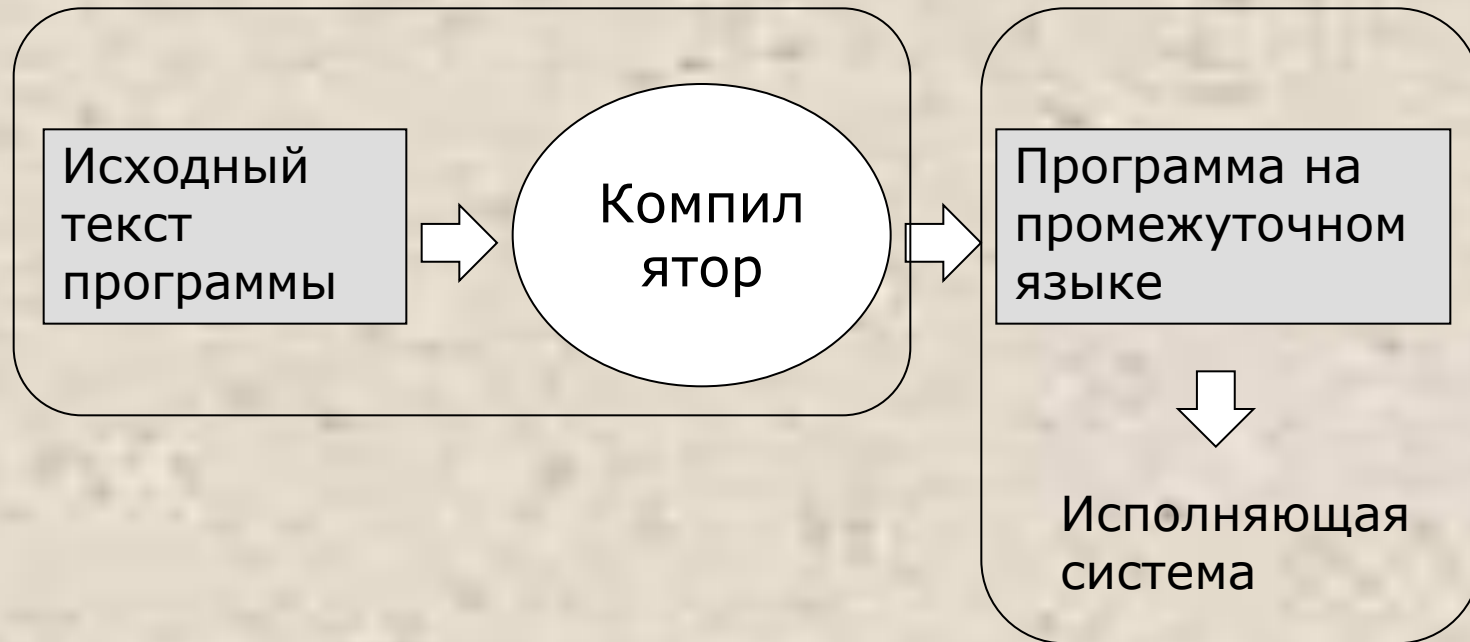 Исходный
текст
программы
Компил
ятор
Программа на
промежуточном
языке
Исполняющая
система